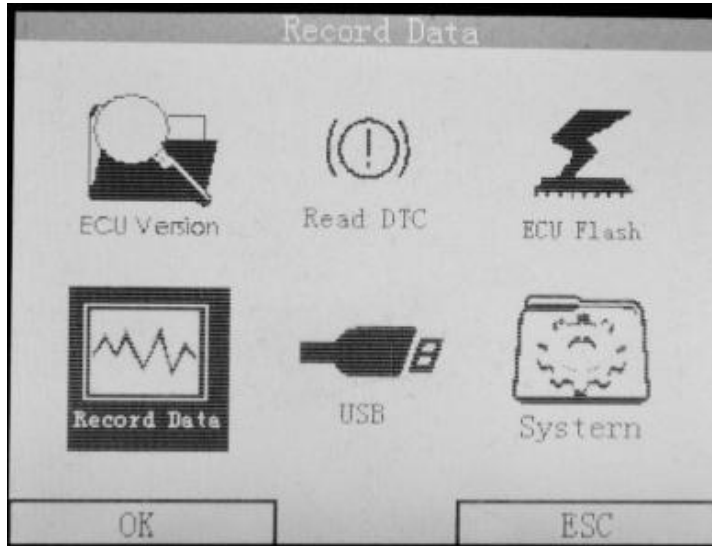 Record Data
ECU Version
Read DTC
ECU Flash
Record Data
USB
Systern
OK
ESC